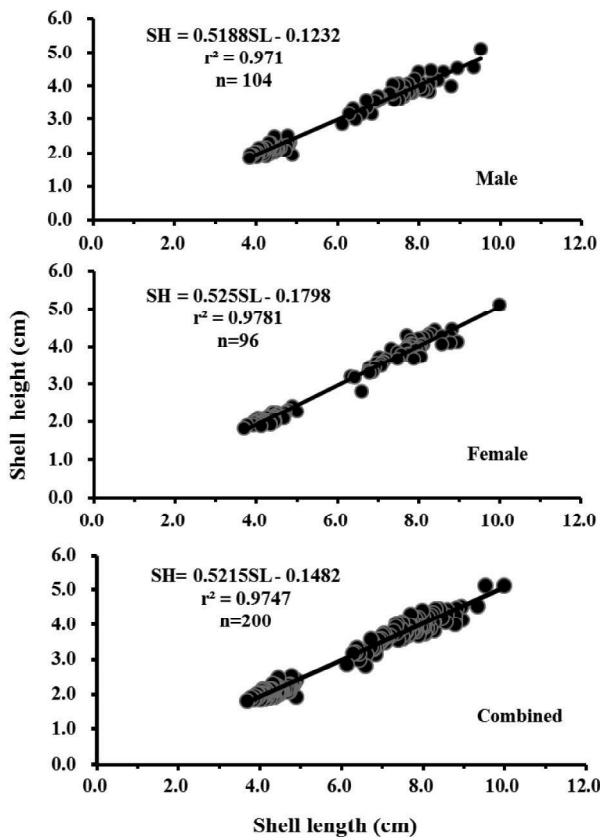 6.0
SH = 0.5188SL - 0.1232
r² = 0.971
n= 104
5.0
4.0
3.0
2.0
1.0
Male
0.0
0.0 2.0 4.0 6.0 8.0 10.0 12.0
6.0
SH = 0.525SL - 0.1798
r² = 0.9781
n=96
5.0
4.0
3.0
2.0
1.0
Female
0.0
0.0 2.0 4.0 6.0 8.0 10.0 12.0
Shell height (cm)
6.0
SH= 0.5215SL - 0.1482
r² = 0.9747
n=200
5.0
4.0
3.0
2.0
1.0
Combined
0.0
0.0 2.0 4.0 6.0 8.0 10.0 12.0
Shell length (cm)